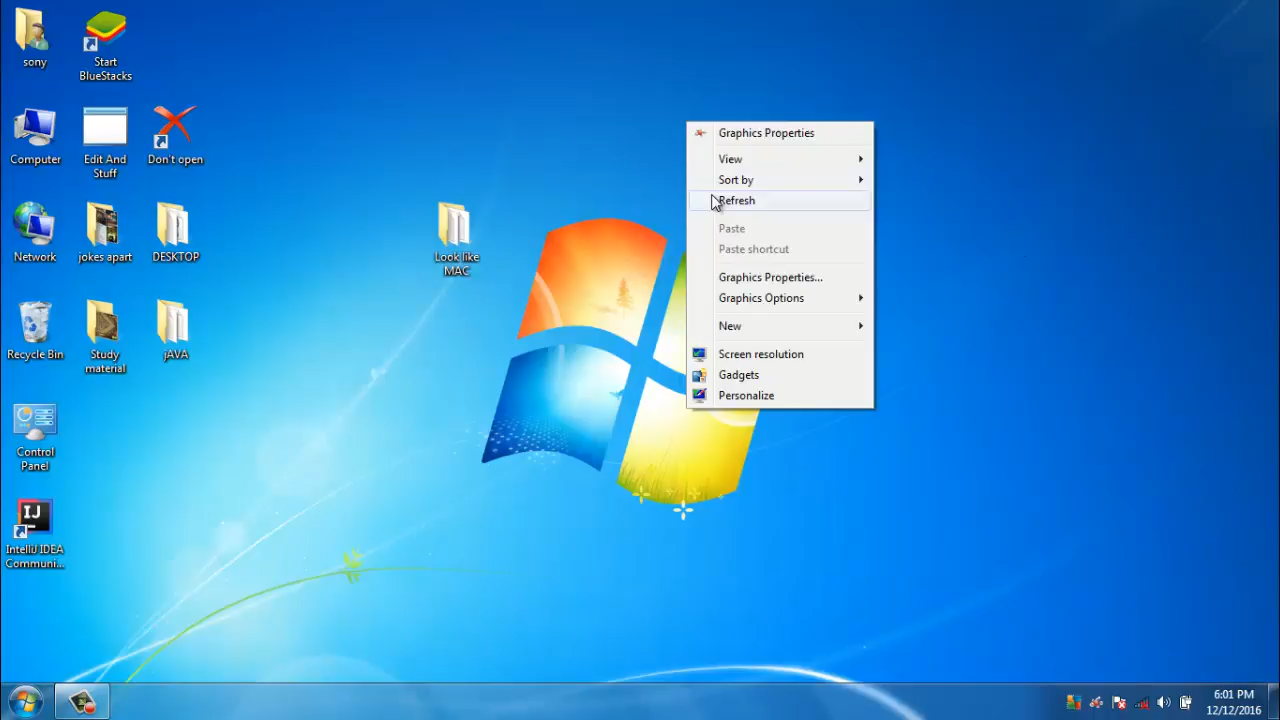 sony
Start
BlueStacks
Computer
Edit And
Stuff
Don't open
Network
jokes apart
DESKTOP
Look like
MAC
Recycle Bin
Study
material
jAVA
Control
Panel
IJ
IntelliJ IDEA
Communi...
Graphics Properties
View
Sort by
Refresh
Paste
Paste shortcut
Graphics Properties...
Graphics Options
New
Screen resolution
Gadgets
Personalize
6:01 PM
12/12/2016